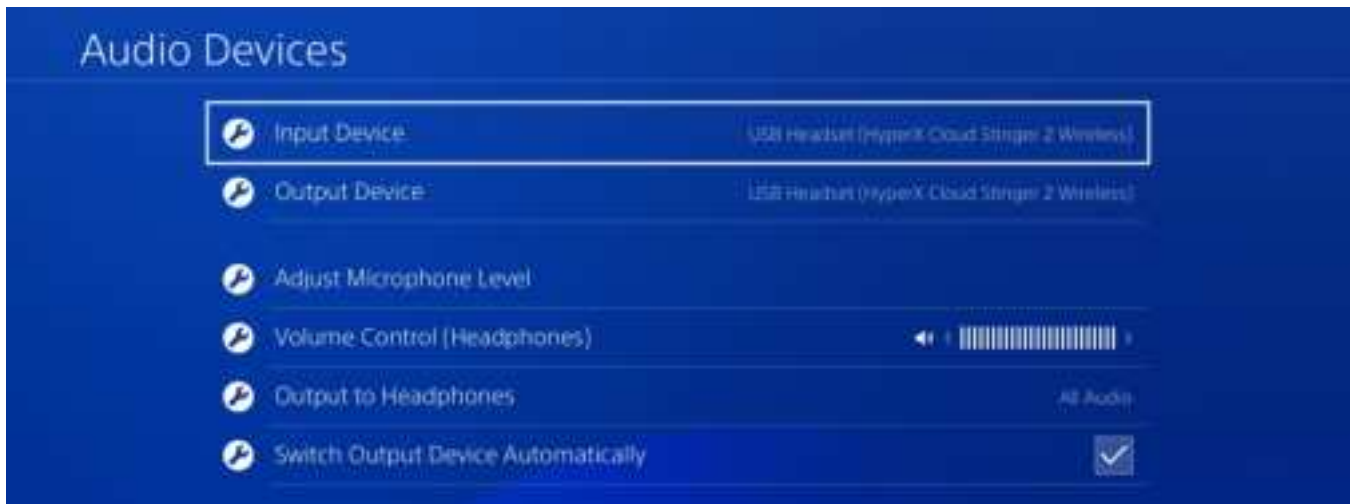 Audio Devices
Input Device USB Headset (HyperX Cloud Stinger 2 Wireless)
Output Device USB Headset (HyperX Cloud Stinger 2 Wireless)
Adjust Microphone Level
Volume Control (Headphones)
Output to Headphones All Audio
Switch Output Device Automatically